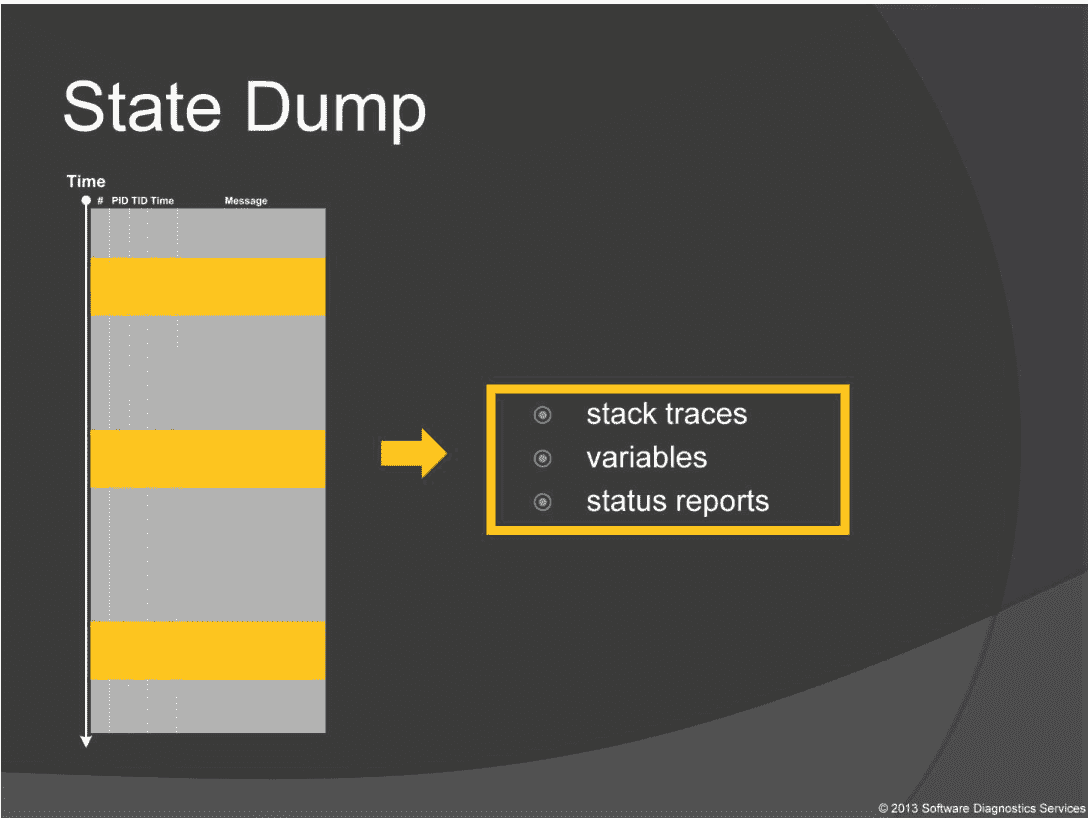 State Dump
Time
# PID TID Time Message
stack traces
variables
status reports
© 2013 Software Diagnostics Services